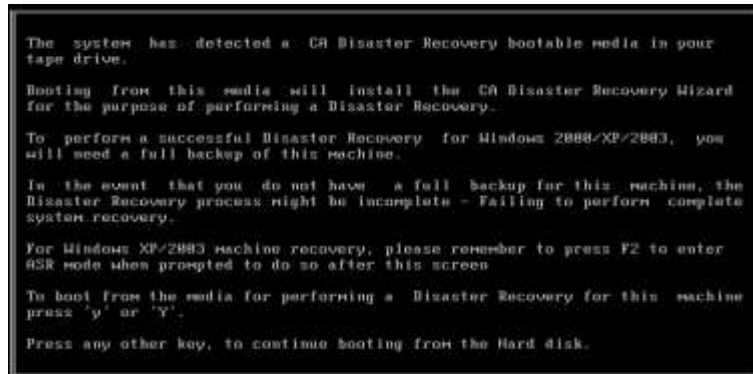 The system has detected a CA Disaster Recovery bootable media in your
tape drive.
Booting from this media will install the CA Disaster Recovery Wizard
for the purpose of performing a Disaster Recovery.
To perform a successful Disaster Recovery for Windows 2000/XP/2003, you
will need a full backup of this machine.
In the event that you do not have a full backup for this machine, the
Disaster Recovery process might be incomplete - Failing to perform complete
system recovery.
For Windows XP/2003 machine recovery, please remember to press F2 to enter
ASR mode when prompted to do so after this screen
To boot from the media for performing a Disaster Recovery for this machine
press 'y' or 'Y'.
Press any other key, to continue booting from the Hard disk.